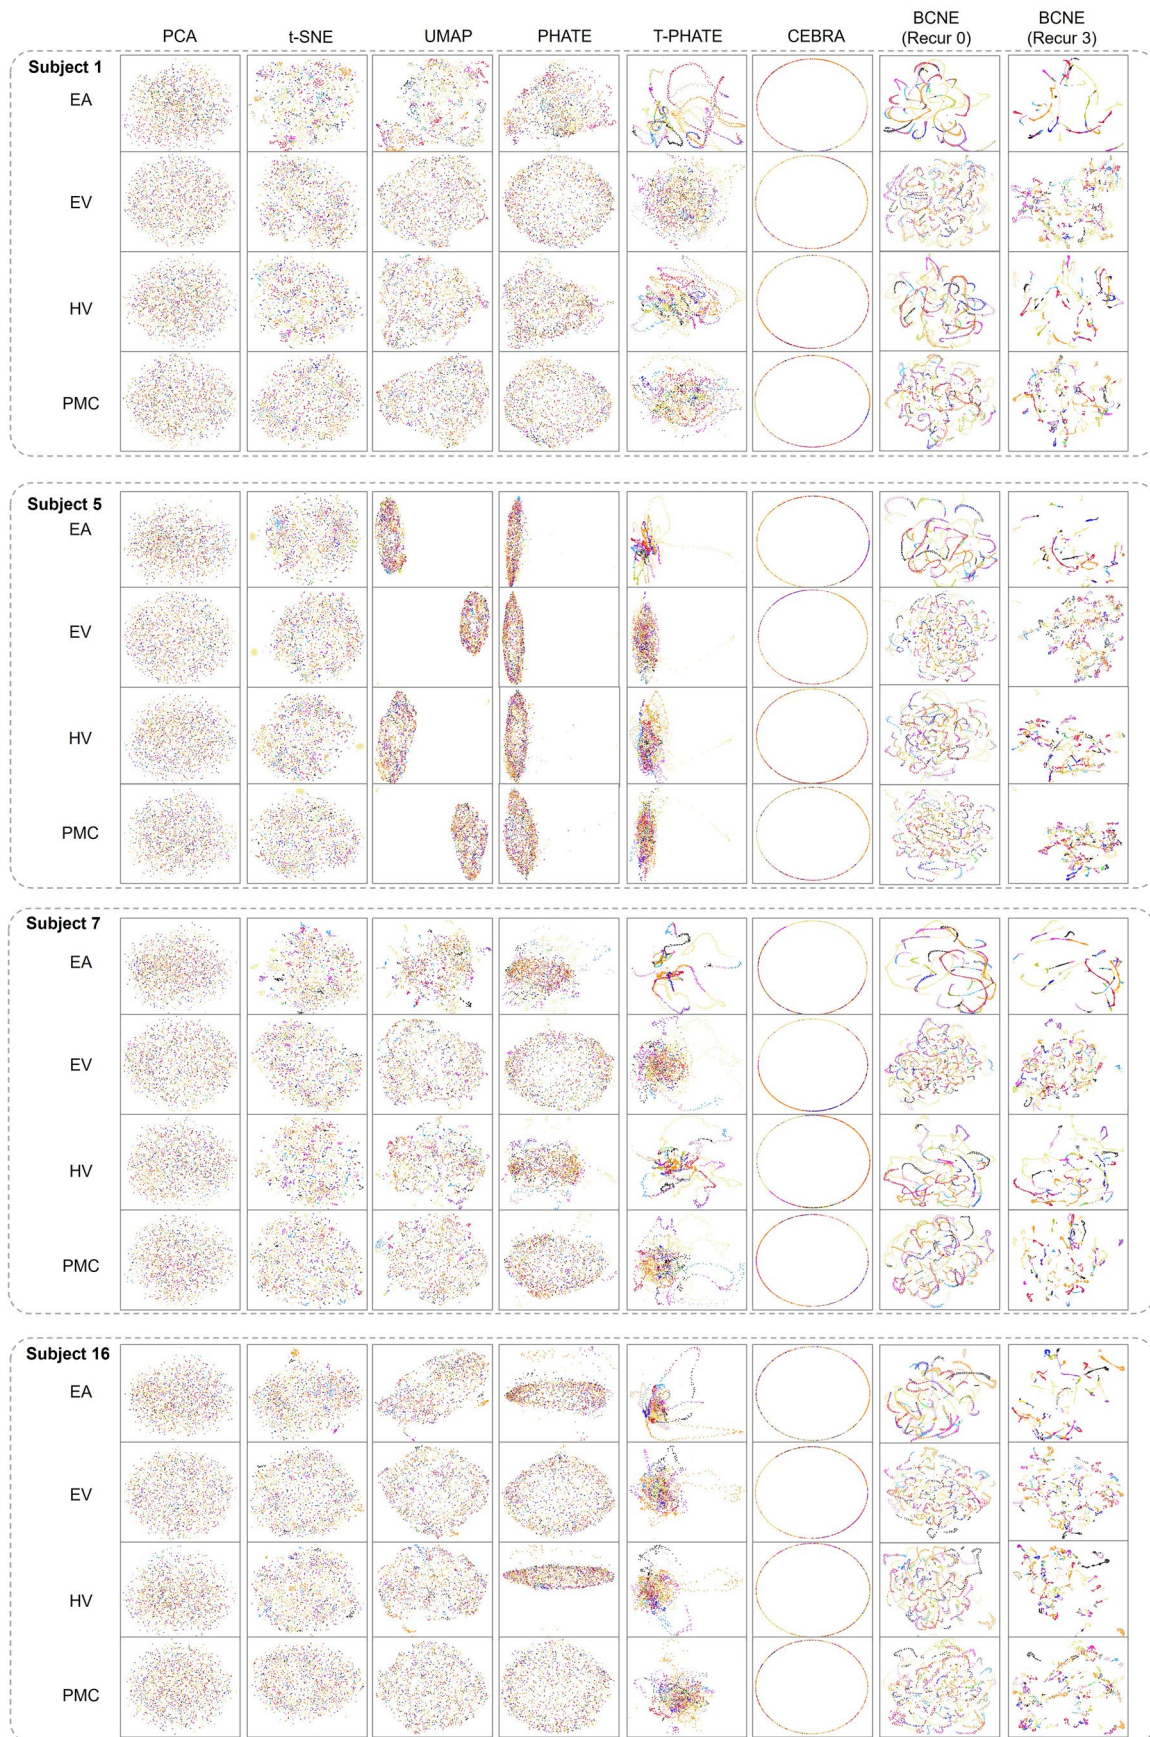 PCA t-SNE UMAP PHATE T-PHATE CEBRA BCNE (Recur 0) BCNE (Recur 3)
Subject 1
EA
EV
HV
PMC
Subject 5
EA
EV
HV
PMC
Subject 7
EA
EV
HV
PMC
Subject 16
EA
EV
HV
PMC